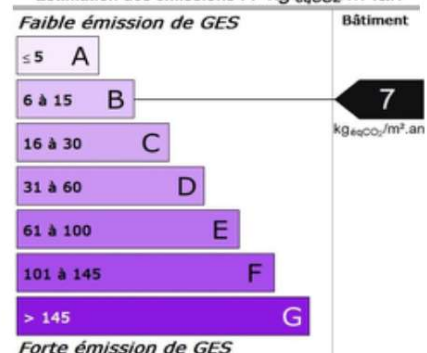 Faible émission de GES
Bâtiment
≤ 5 A
6 à 15 B
7
kgéqCO₂/m².an
16 à 30 C
31 à 60 D
61 à 100 E
101 à 145 F
> 145 G
Forte émission de GES